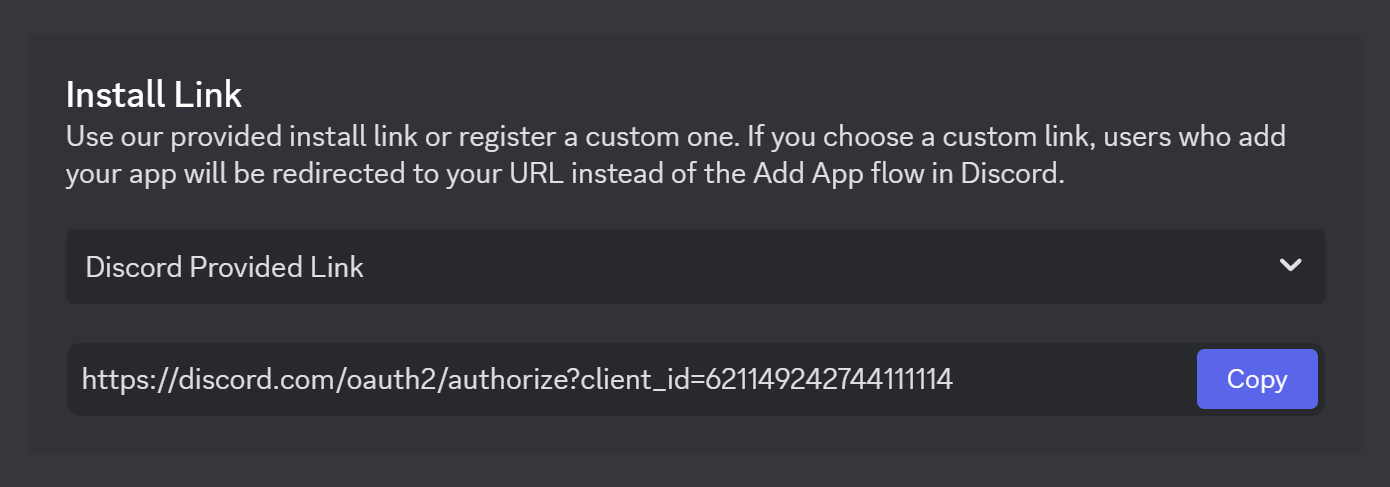 Install Link
Use our provided install link or register a custom one. If you choose a custom link, users who add
your app will be redirected to your URL instead of the Add App flow in Discord.
Discord Provided Link
https://discord.com/oauth2/authorize?client_id=621149242744111114
Copy